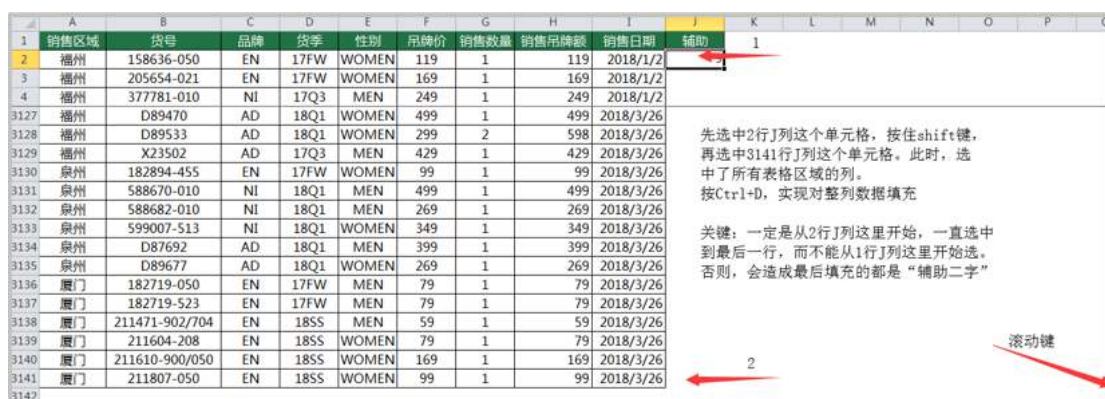 A B C D E F G H I J K L M N O P
1 销售区域 货号 品牌 货季 性别 吊牌价 销售数量 销售吊牌额 销售日期 辅助 1
2 福州 158636-050 EN 17FW WOMEN 119 1 119 2018/1/2
3 福州 205654-021 EN 17FW WOMEN 169 1 169 2018/1/2
4 福州 377781-010 NI 17Q3 MEN 249 1 249 2018/1/2
3127 福州 D89470 AD 18Q1 WOMEN 499 1 499 2018/3/26
3128 福州 D89533 AD 18Q1 WOMEN 299 2 598 2018/3/26
3129 福州 X23502 AD 17Q3 MEN 429 1 429 2018/3/26
3130 泉州 182894-455 EN 17FW WOMEN 99 1 99 2018/3/26
3131 泉州 588670-010 NI 18Q1 MEN 499 1 499 2018/3/26
3132 泉州 588682-010 NI 18Q1 MEN 269 1 269 2018/3/26
3133 泉州 599007-513 NI 18Q1 WOMEN 349 1 349 2018/3/26
3134 泉州 D87692 AD 18Q1 MEN 399 1 399 2018/3/26
3135 泉州 D89677 AD 18Q1 WOMEN 269 1 269 2018/3/26
3136 厦门 182719-050 EN 17FW MEN 79 1 79 2018/3/26
3137 厦门 182719-523 EN 17FW MEN 79 1 79 2018/3/26
3138 厦门 211471-902/704 EN 18SS MEN 59 1 59 2018/3/26
3139 厦门 211604-208 EN 18SS WOMEN 79 1 79 2018/3/26
3140 厦门 211610-900/050 EN 18SS WOMEN 169 1 169 2018/3/26
3141 厦门 211807-050 EN 18SS WOMEN 99 1 99 2018/3/26
3142
先选中2行J列这个单元格，按住shift键，
再选中3141行J列这个单元格。此时，选
中了所有表格区域的列。
按Ctrl+D，实现对整列数据填充
关键：一定是从2行J列这里开始，一直选中
到最后一行，而不能从1行J列这里开始选。
否则，会造成最后填充的都是“辅助二字”
滚动键
2